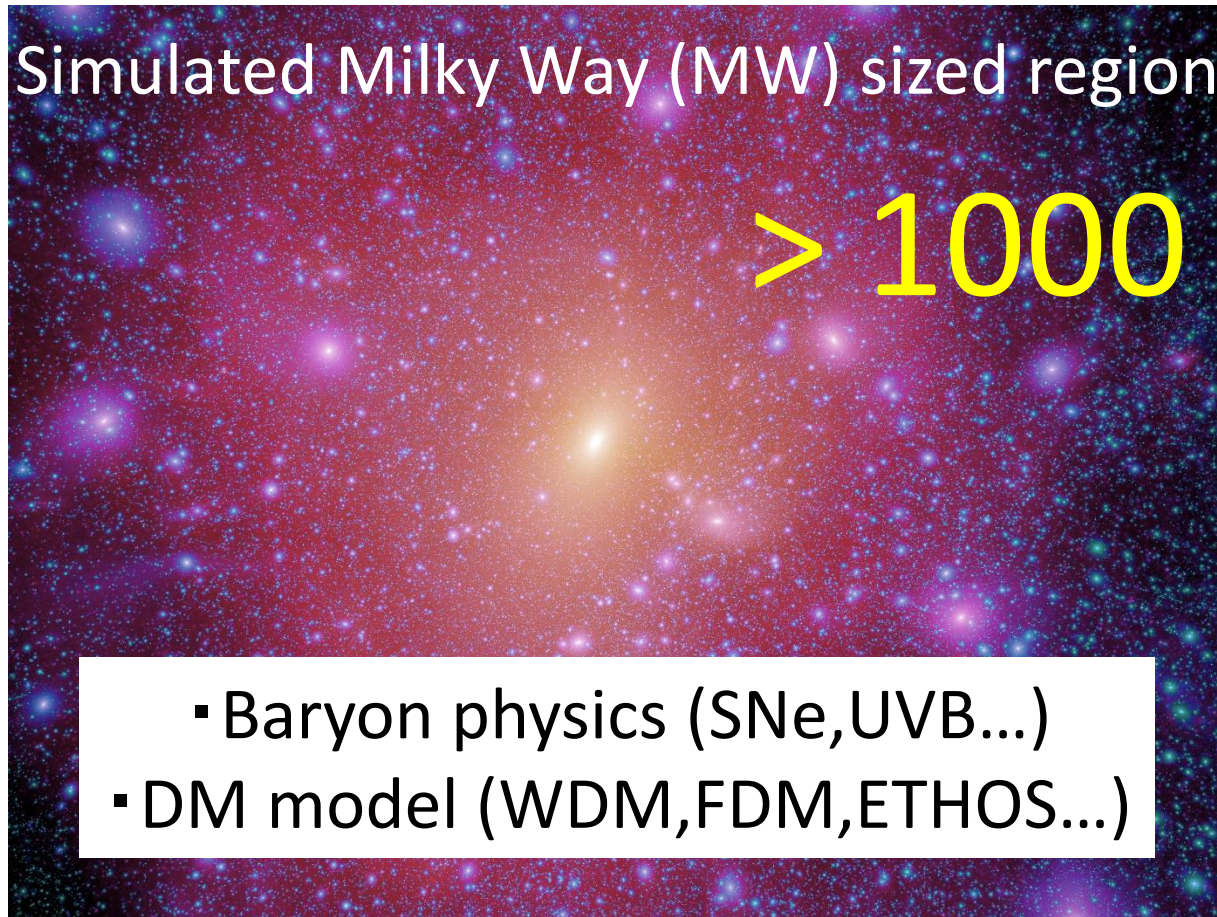 Simulated Milky Way (MW) sized region
> 1000
▪Baryon physics (SNe,UVB…)
▪DM model (WDM,FDM,ETHOS…)